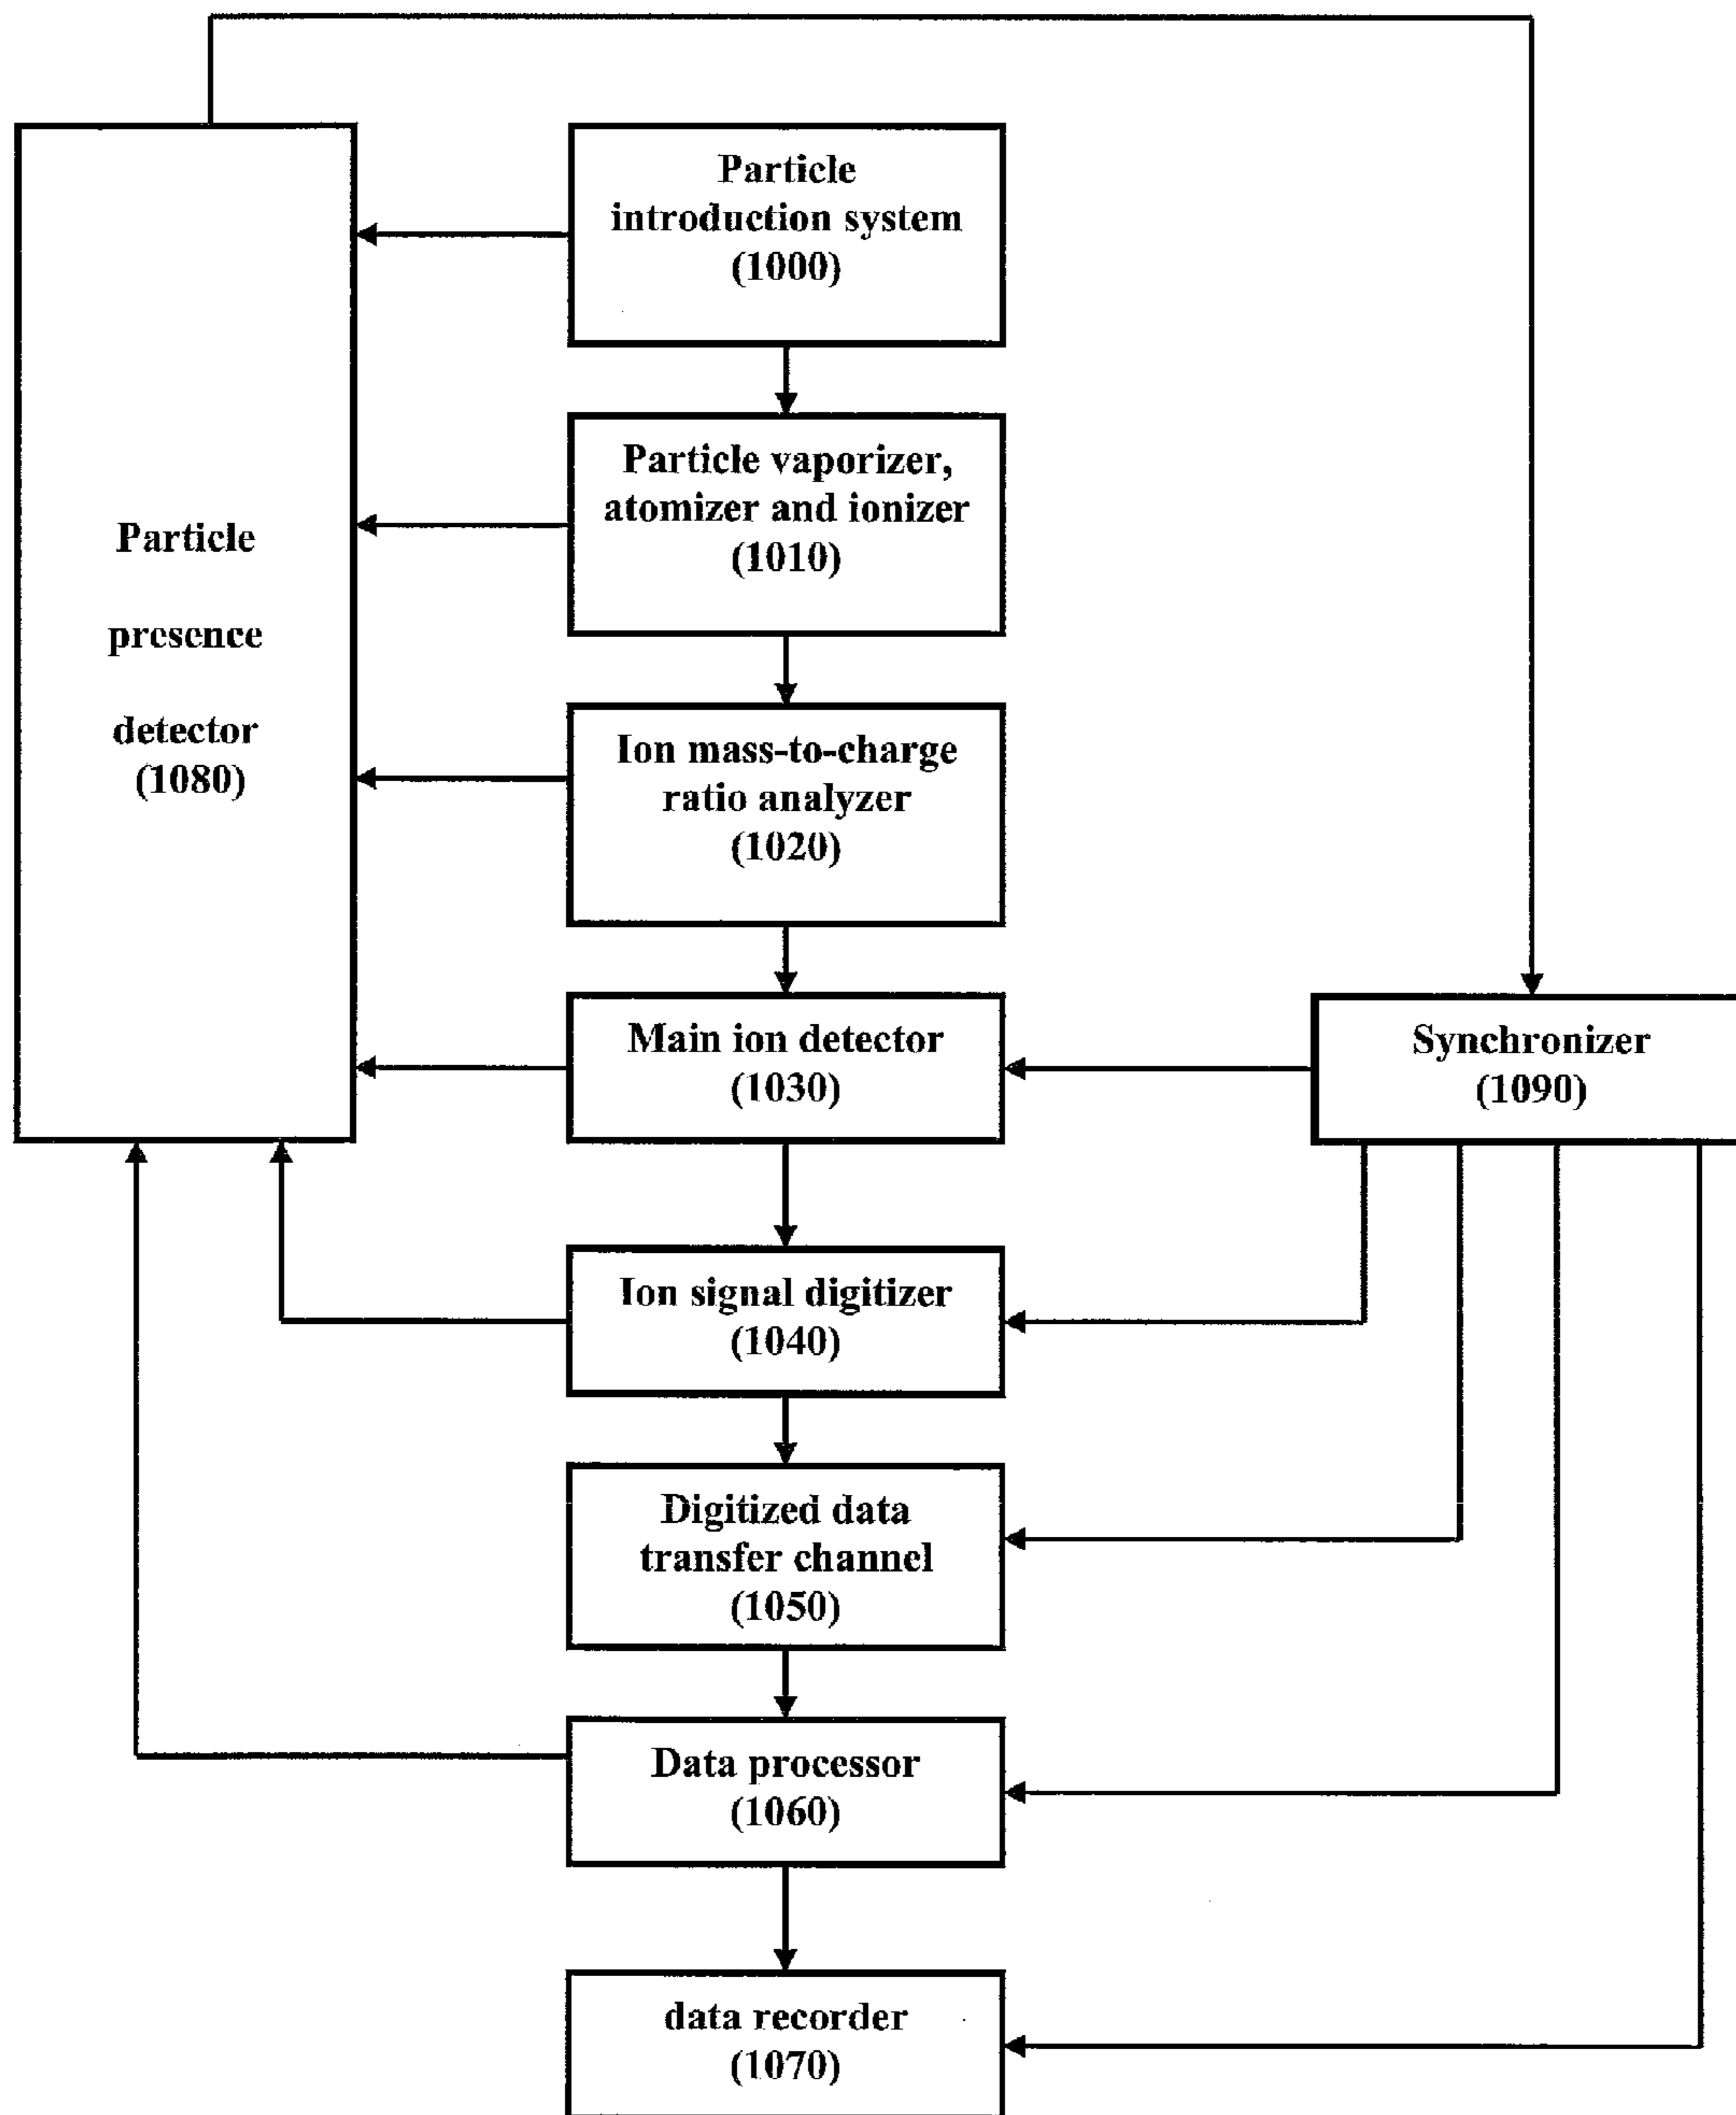 Particle
introduction system
(1000)
Particle vaporizer,
atomizer and ionizer
(1010)
Particle
presence
detector
(1080)
Ion mass-to-charge
ratio analyzer
(1020)
Main ion detector
(1030)
Synchronizer
(1090)
Ion signal digitizer
(1040)
Digitized data
transfer channel
(1050)
Data processor
(1060)
data recorder
(1070)